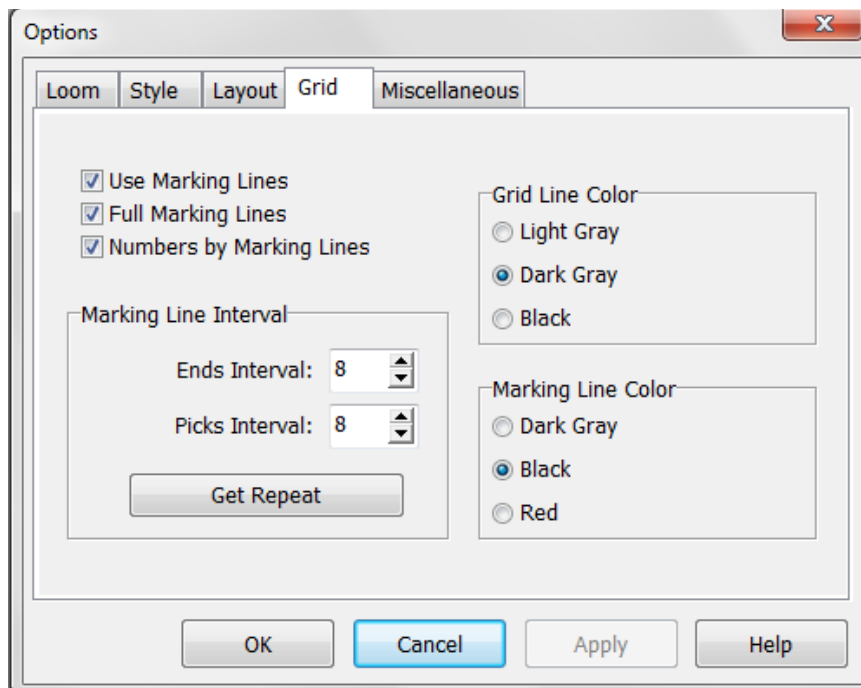 Options
Loom Style Layout Grid Miscellaneous
Use Marking Lines
Full Marking Lines
Numbers by Marking Lines
Marking Line Interval
Ends Interval: 8
Picks Interval: 8
Get Repeat
Grid Line Color
Light Gray
Dark Gray
Black
Marking Line Color
Dark Gray
Black
Red
OK Cancel Apply Help